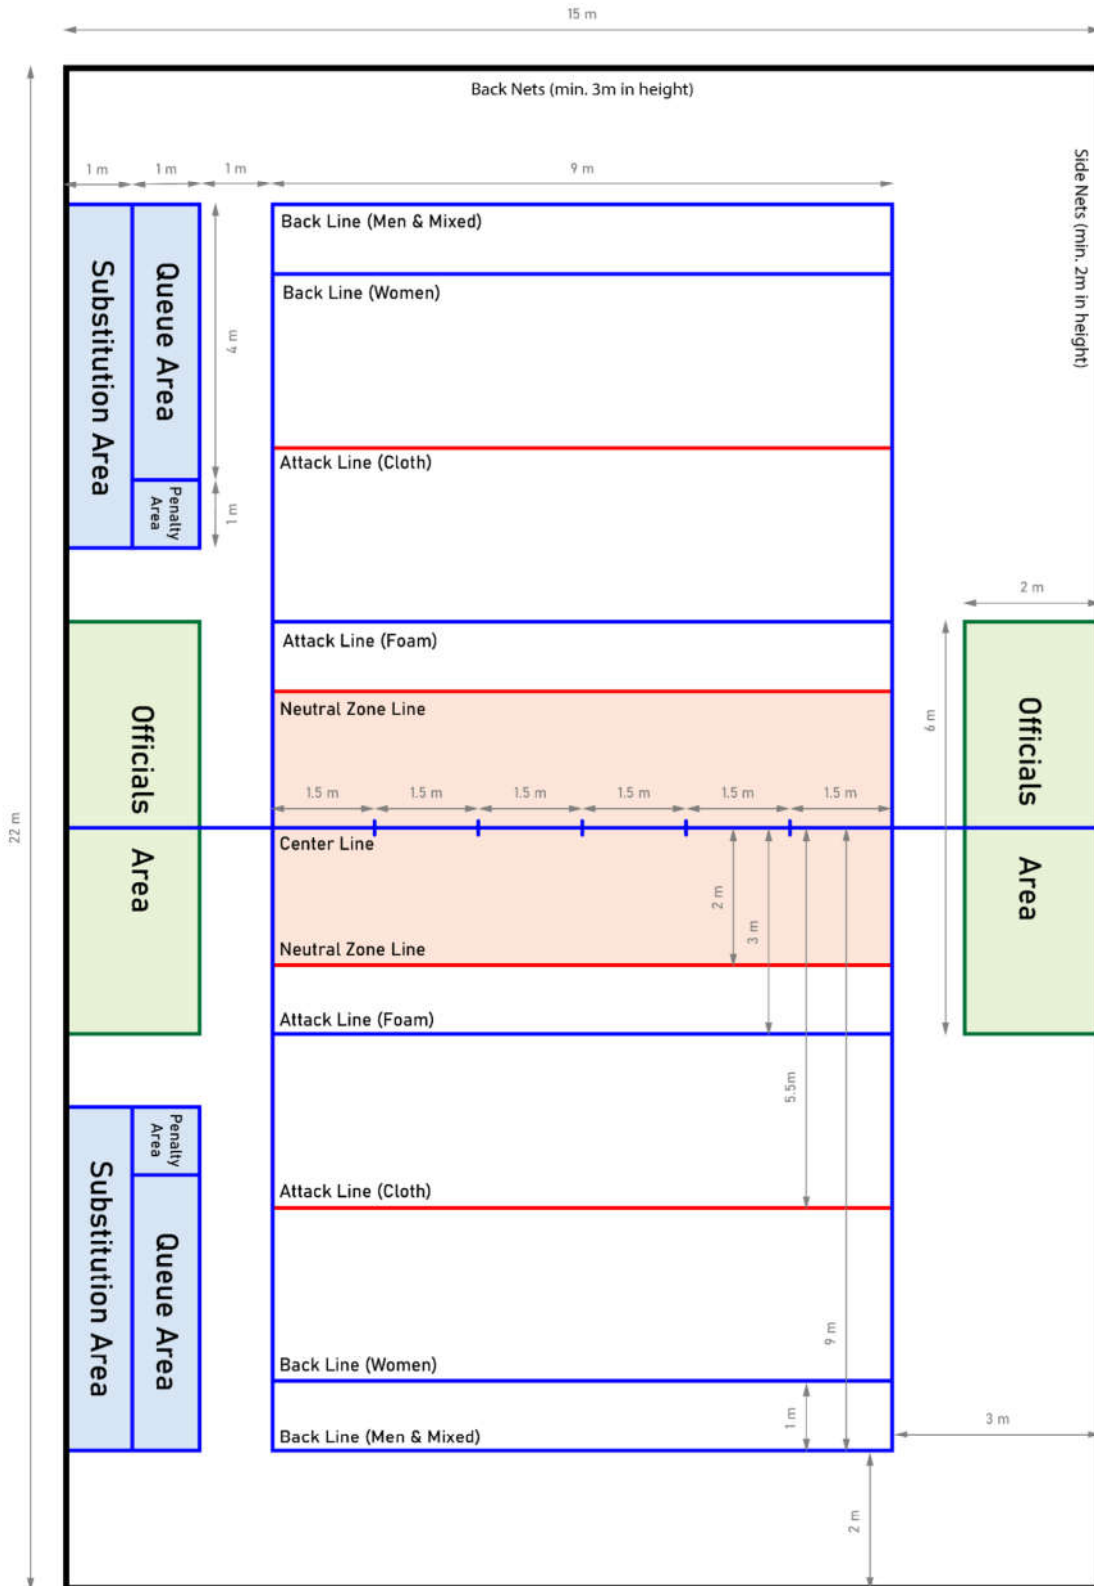 15 m
Back Nets (min. 3m in height)
Side Nets (min. 2m in height)
1 m
1 m
1 m
9 m
Back Line (Men & Mixed)
Back Line (Women)
Substitution Area
Queue Area
4 m
Attack Line (Cloth)
Penalty
Area
1 m
2 m
Attack Line (Foam)
Neutral Zone Line
Officials Area
6 m
Officials Area
1.5 m
1.5 m
1.5 m
1.5 m
1.5 m
1.5 m
22 m
Center Line
2 m
3 m
Neutral Zone Line
Attack Line (Foam)
5.5m
Penalty
Area
Substitution Area
Queue Area
Attack Line (Cloth)
9 m
Back Line (Women)
1 m
3 m
Back Line (Men & Mixed)
2 m